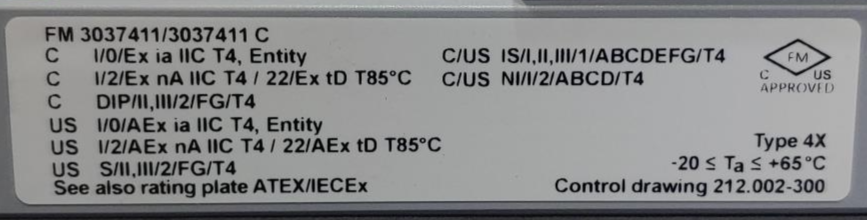 FM 3037411/3037411 C
C I/0/Ex ia IIC T4, Entity
C I/2/Ex nA IIC T4 / 22/Ex tD T85°C
C DIP/II,III/2/FG/T4
US I/0/AEx ia IIC T4, Entity
US I/2/AEx nA IIC T4 / 22/AEx tD T85°C
US S/II,III/2/FG/T4
See also rating plate ATEX/IECEx
C/US IS/I,II,III/1/ABCDEFG/T4
C/US NI/I/2/ABCD/T4
FM
C US
APPROVED
Type 4X
-20 ≤ Ta ≤ +65°C
Control drawing 212.002-300